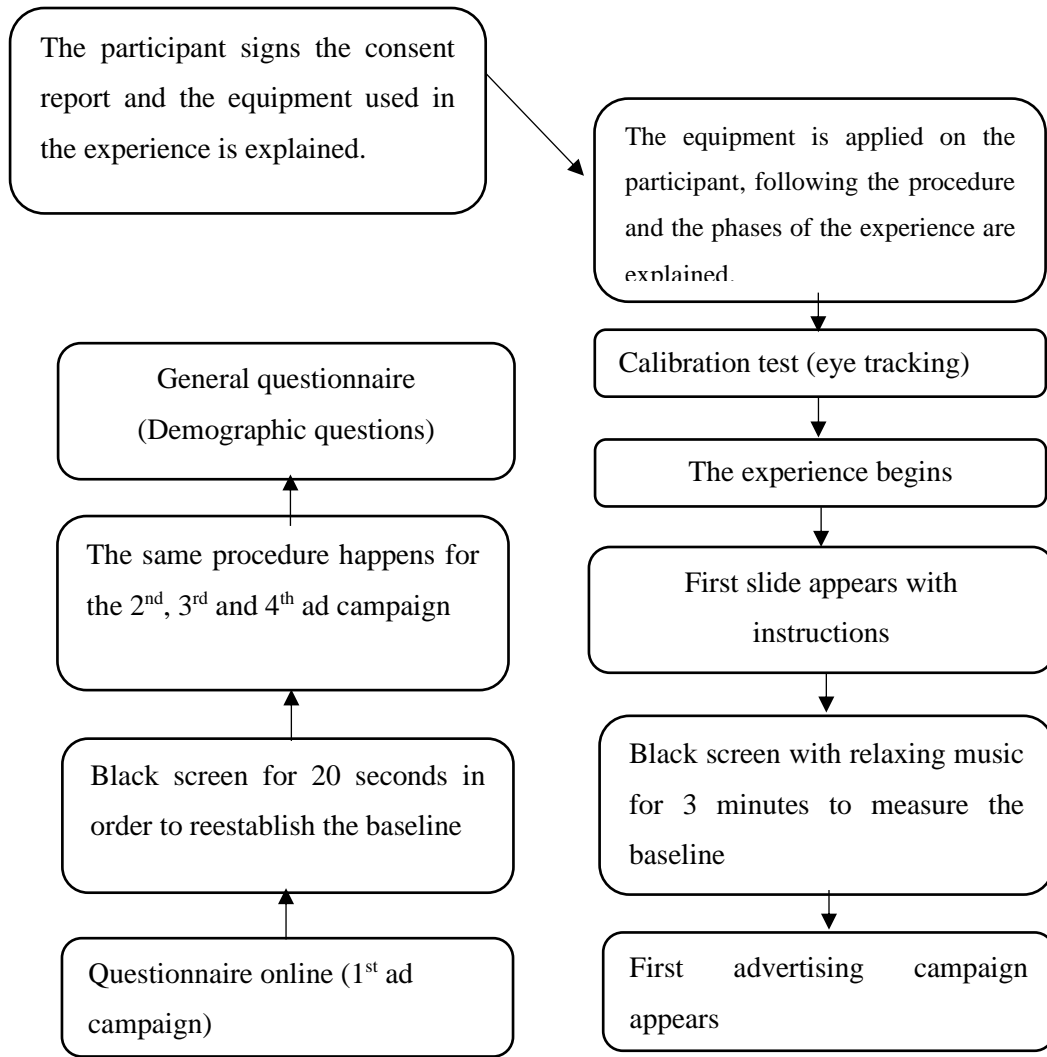 The participant signs the consent
report and the equipment used in
the experience is explained.
The equipment is applied on the
participant, following the procedure
and the phases of the experience are
explained.
Calibration test (eye tracking)
The experience begins
First slide appears with
instructions
Black screen with relaxing music
for 3 minutes to measure the
baseline
First advertising campaign
appears
Questionnaire online (1st ad
campaign)
Black screen for 20 seconds in
order to reestablish the baseline
The same procedure happens for
the 2nd, 3rd and 4th ad campaign
General questionnaire
(Demographic questions)